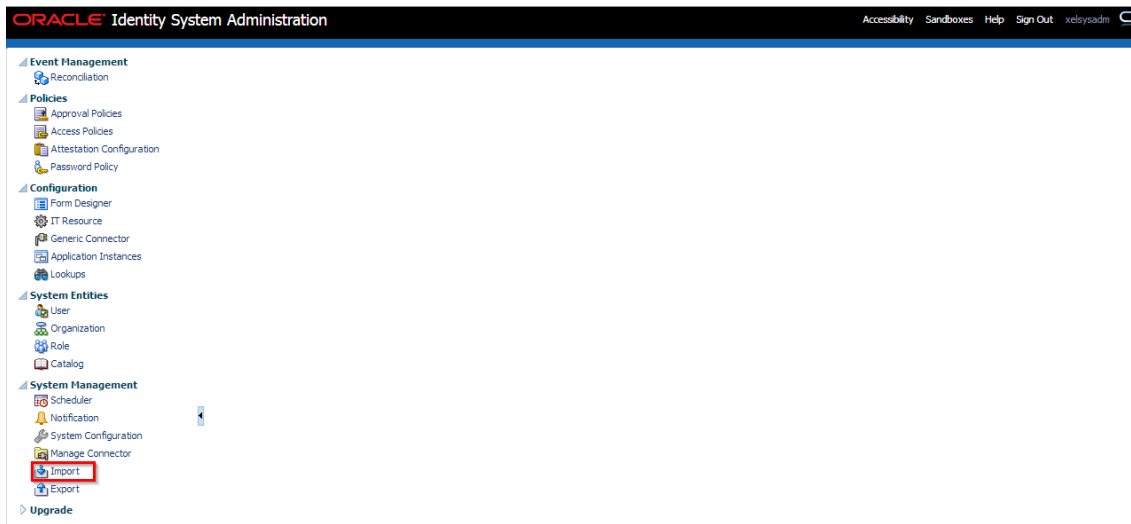 ORACLE Identity System Administration
Accessibility Sandboxes Help Sign Out xelsysadm
Event Management
Reconciliation
Policies
Approval Policies
Access Policies
Attestation Configuration
Password Policy
Configuration
Form Designer
IT Resource
Generic Connector
Application Instances
Lookups
System Entities
User
Organization
Role
Catalog
System Management
Scheduler
Notification
System Configuration
Manage Connector
Import
Export
Upgrade